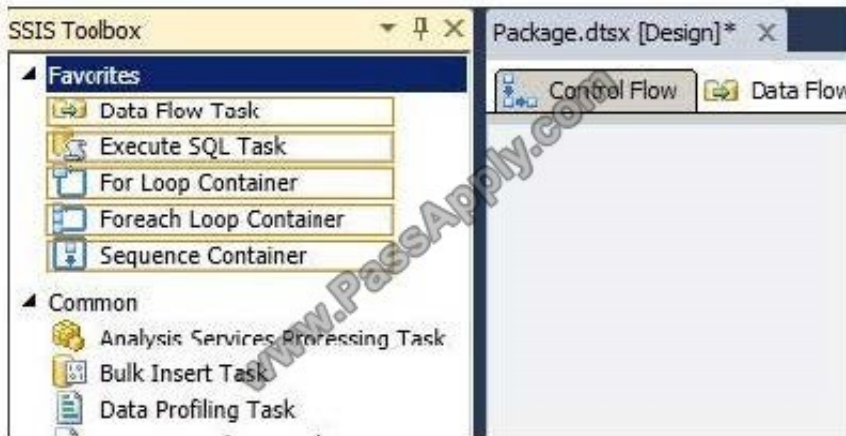 SSIS Toolbox
Favorites
Data Flow Task
Execute SQL Task
For Loop Container
Foreach Loop Container
Sequence Container
Common
Analysis Services Processing Task
Bulk Insert Task
Data Profiling Task
Package.dtsx [Design]*
Control Flow
Data Flow
www.PassApply.com